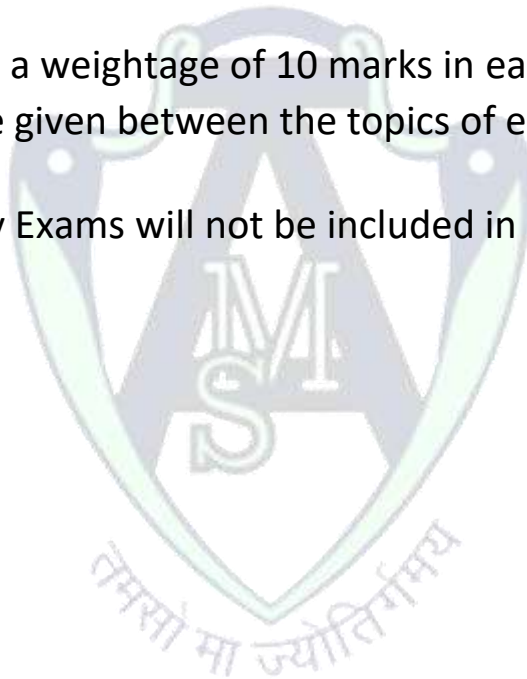 a weightage of 10 marks in ea
e given between the topics of e
y Exams will not be included in
A
M
S
तमसो मा ज्योतिर्गमय